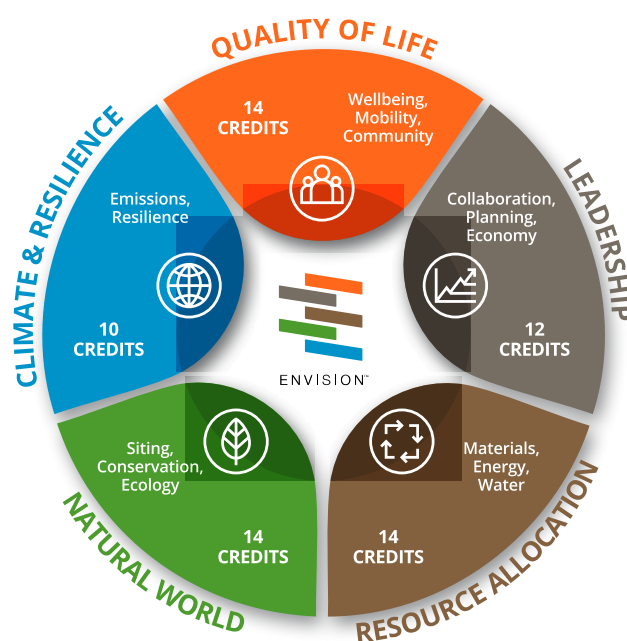 QUALITY OF LIFE
14
CREDITS
Wellbeing,
Mobility,
Community
LEADERSHIP
Collaboration,
Planning,
Economy
12
CREDITS
RESOURCE ALLOCATION
Materials,
Energy,
Water
14
CREDITS
NATURAL WORLD
Siting,
Conservation,
Ecology
14
CREDITS
CLIMATE & RESILIENCE
Emissions,
Resilience
10
CREDITS
ENVISION™